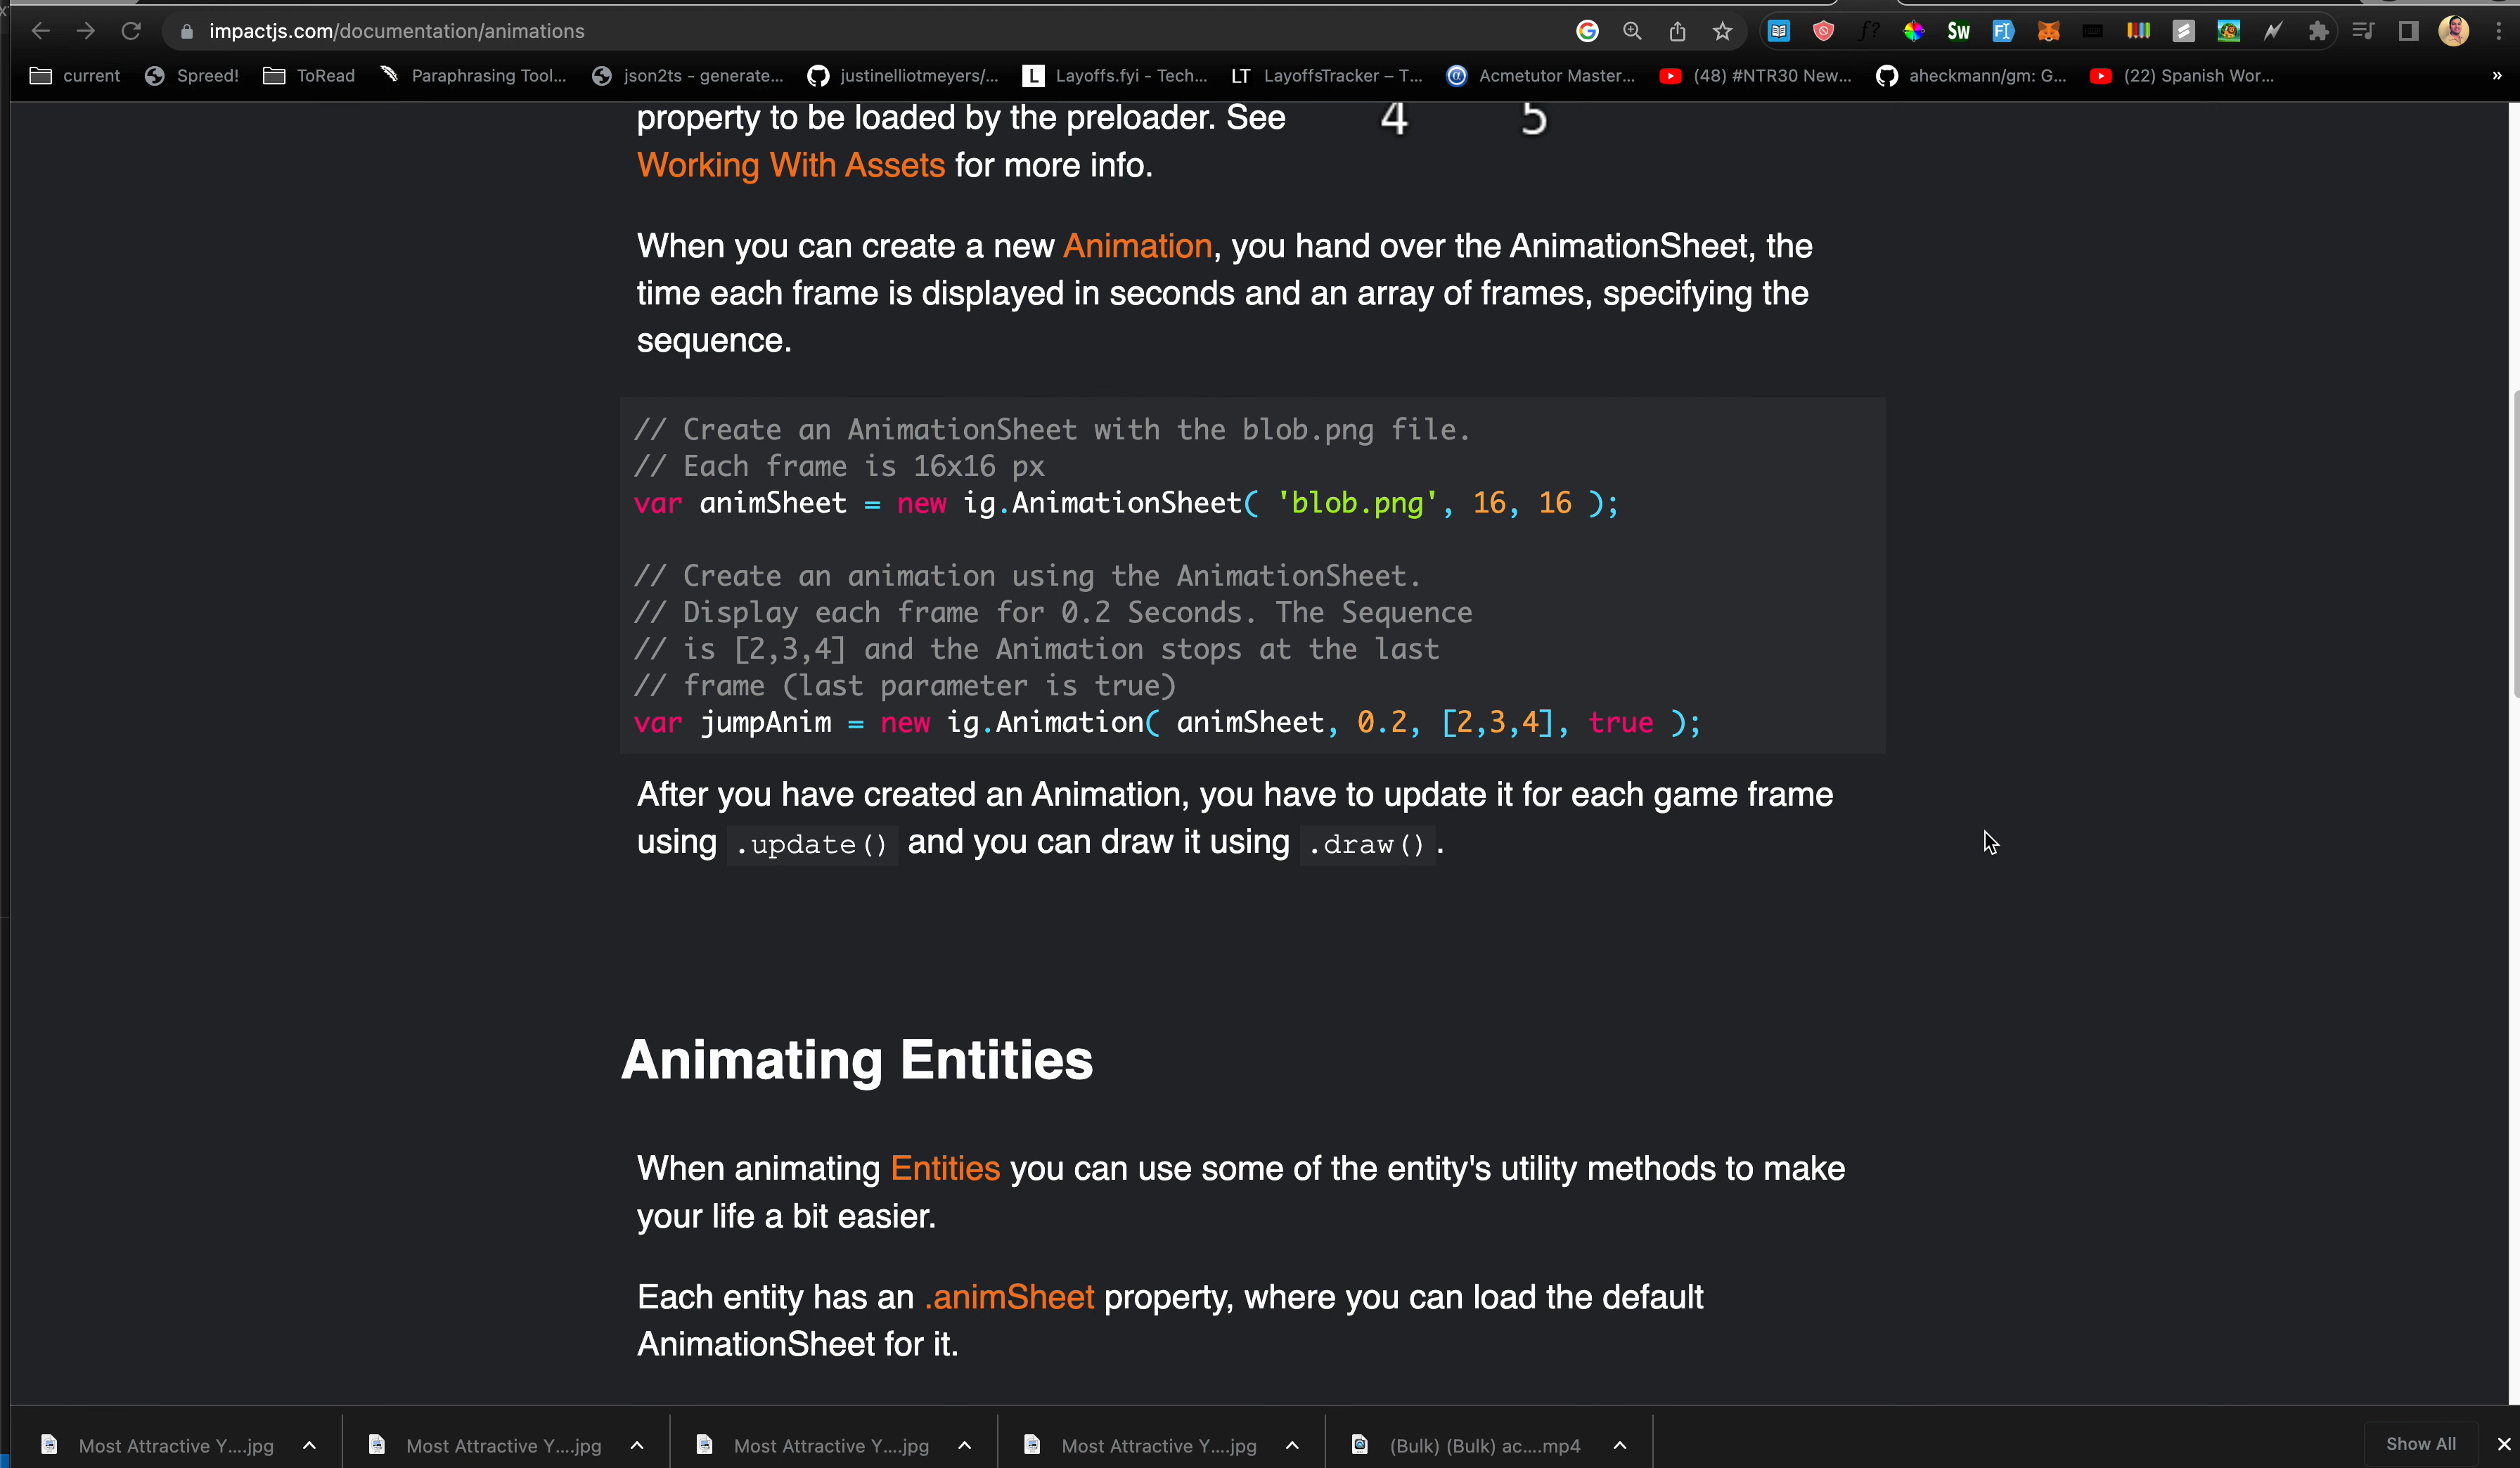 impactjs.com/documentation/animations
current
Spreed!
ToRead
Paraphrasing Tool...
json2ts - generate...
justinelliotmeyers/...
L Layoffs.fyi - Tech...
LT LayoffsTracker – T...
Acmetutor Master...
(48) #NTR30 New...
aheckmann/gm: G...
(22) Spanish Wor...
»
property to be loaded by the preloader. See
4 5
Working With Assets for more info.
When you can create a new Animation, you hand over the AnimationSheet, the
time each frame is displayed in seconds and an array of frames, specifying the
sequence.
// Create an AnimationSheet with the blob.png file.
// Each frame is 16x16 px
var animSheet = new ig.AnimationSheet( 'blob.png', 16, 16 );
// Create an animation using the AnimationSheet.
// Display each frame for 0.2 Seconds. The Sequence
// is [2,3,4] and the Animation stops at the last
// frame (last parameter is true)
var jumpAnim = new ig.Animation( animSheet, 0.2, [2,3,4], true );
After you have created an Animation, you have to update it for each game frame
using .update() and you can draw it using .draw() .
Animating Entities
When animating Entities you can use some of the entity's utility methods to make
your life a bit easier.
Each entity has an .animSheet property, where you can load the default
AnimationSheet for it.
Most Attractive Y....jpg
Most Attractive Y....jpg
Most Attractive Y....jpg
Most Attractive Y....jpg
(Bulk) (Bulk) ac....mp4
Show All